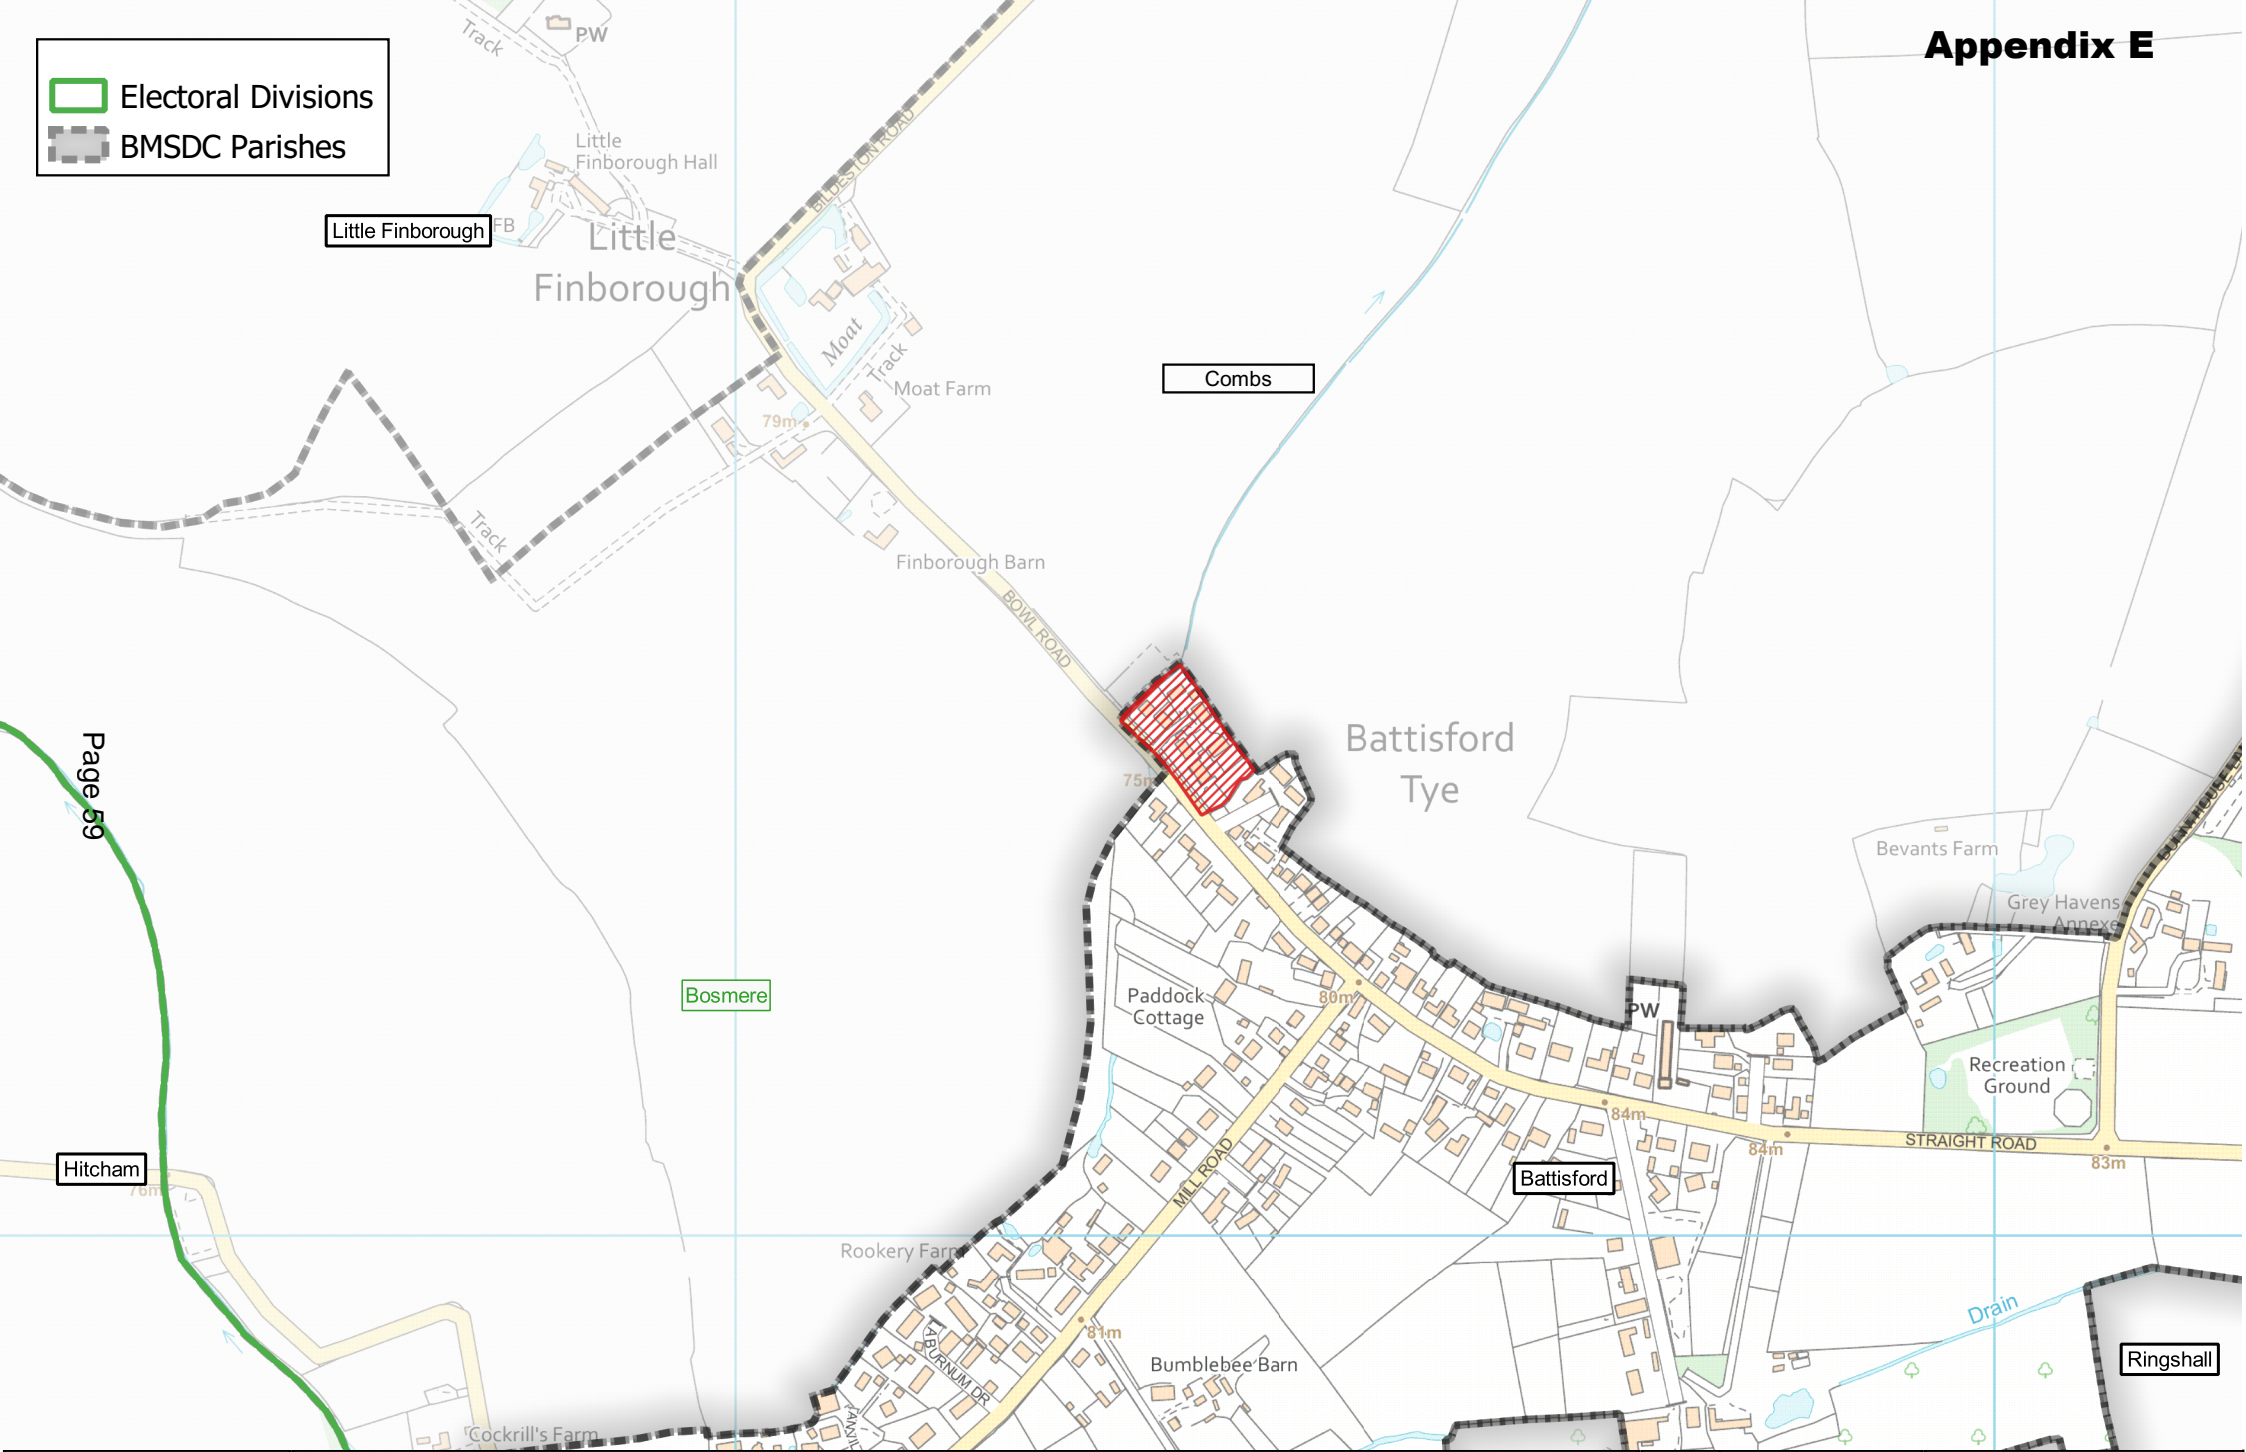 Appendix E
Electoral Divisions
BMSDC Parishes
Track
PW
Little
Finborough Hall
BILDESTON ROAD
Little Finborough
FB
Little
Finborough
Moat
Track
Moat Farm
Combs
79m
Track
Finborough Barn
BOWL ROAD
Battisford
Tye
75m
Page 59
Bevants Farm
Grey Havens
Annexe
Bosmere
Paddock
Cottage
80m
PW
Recreation
Ground
84m
STRAIGHT ROAD
84m
83m
MILL ROAD
Hitcham
76m
Battisford
Rookery Farm
Drain
81m
LABURNUM DR
Bumblebee Barn
Ringshall
Cockrill's Farm